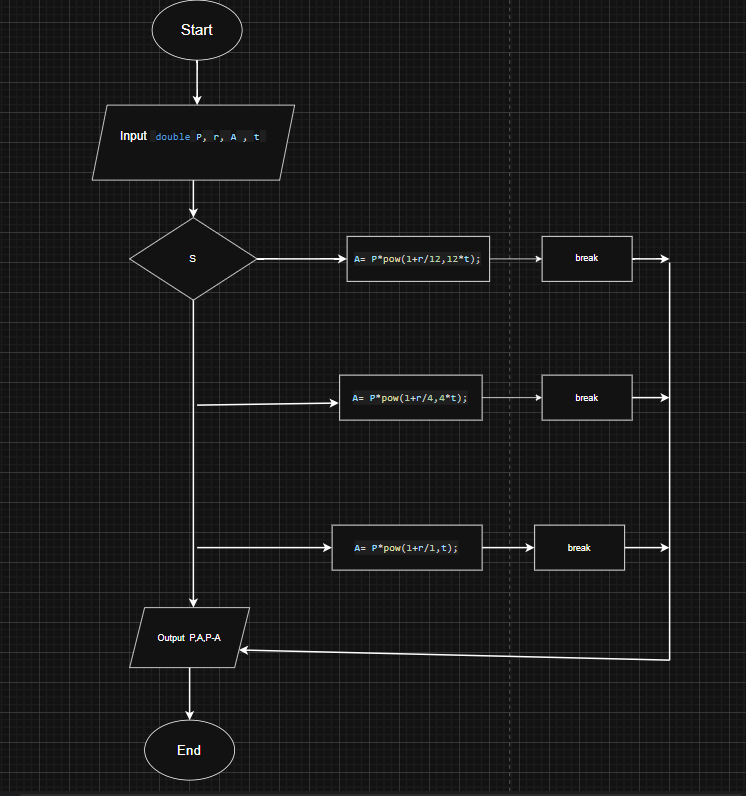 Start
Input double P, r, A , t
S
A= P*pow(1+r/12,12*t);
break
A= P*pow(1+r/4,4*t);
break
A= P*pow(1+r/1,t);
break
Output P,A,P-A
End